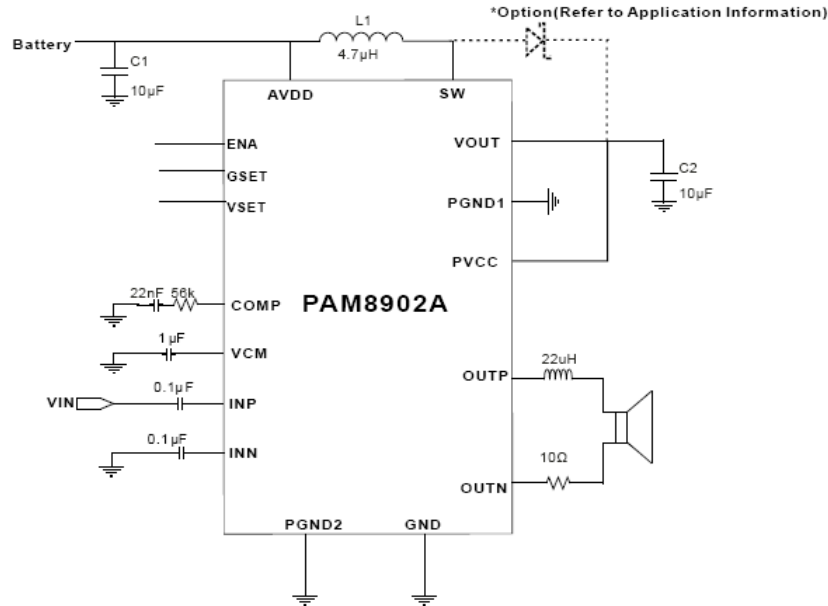 *Option(Refer to Application Information)
L1
Battery
4.7µH
C1
10µF
AVDD
SW
ENA
VOUT
GSET
C2
VSET
PGND1
10µF
PVCC
22nF 56k
COMP
PAM8902A
1µF
VCM
22uH
OUTP
0.1µF
VIN
INP
0.1µF
INN
10Ω
OUTN
PGND2
GND